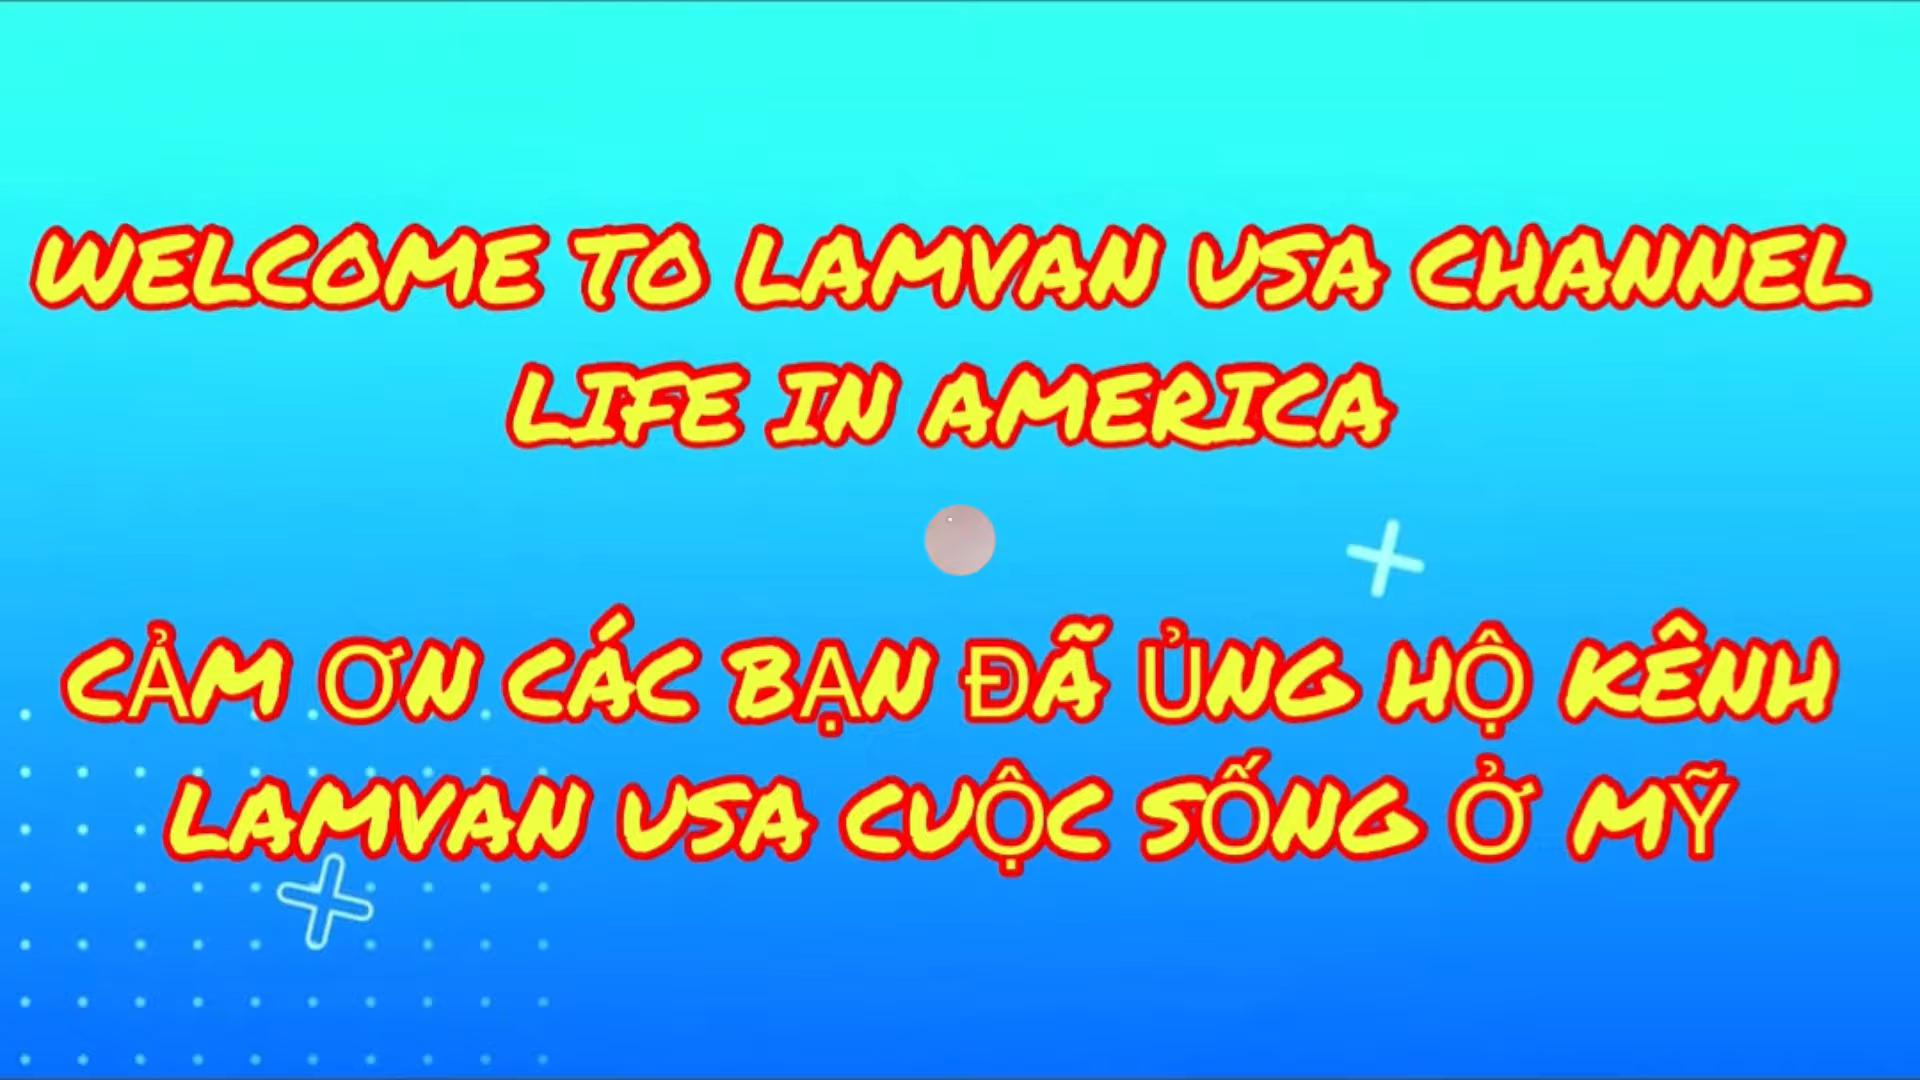 WELCOME TO LAMVAN USA CHANNEL
LIFE IN AMERICA
CẢM ƠN CÁC BẠN ĐÃ ỦNG HỘ KÊNH
LAMVAN USA CUỘC SỐNG Ở MỸ